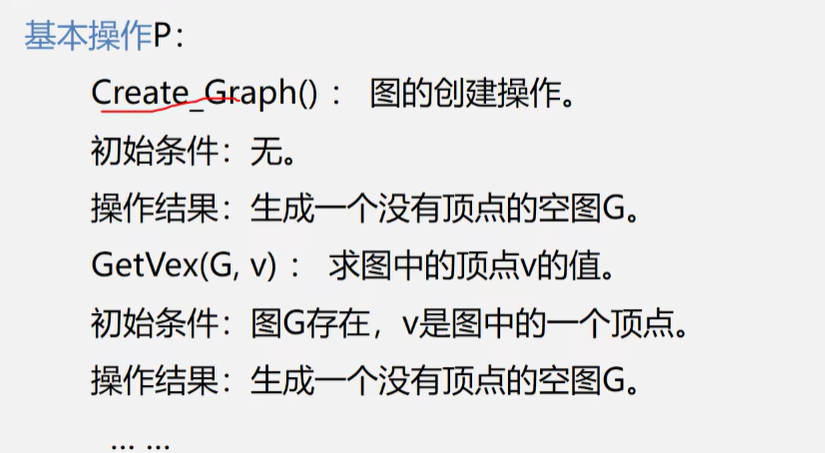 基本操作P：
Create_Graph()： 图的创建操作。
初始条件：无。
操作结果：生成一个没有顶点的空图G。
GetVex(G, v)： 求图中的顶点v的值。
初始条件：图G存在，v是图中的一个顶点。
操作结果：生成一个没有顶点的空图G。
... ...